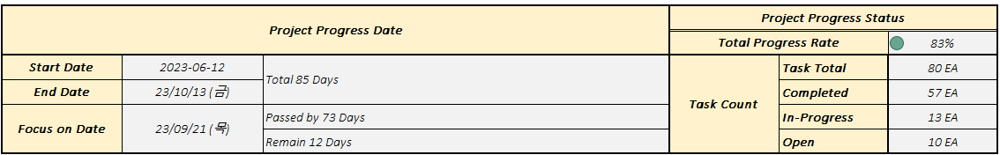 Project Progress Date
Project Progress Status
Total Progress Rate 83%
Start Date 2023-06-12 Total 85 Days
End Date 23/10/13 (금)
Focus on Date 23/09/21 (목) Passed by 73 Days
Remain 12 Days
Task Count
Task Total 80 EA
Completed 57 EA
In-Progress 13 EA
Open 10 EA